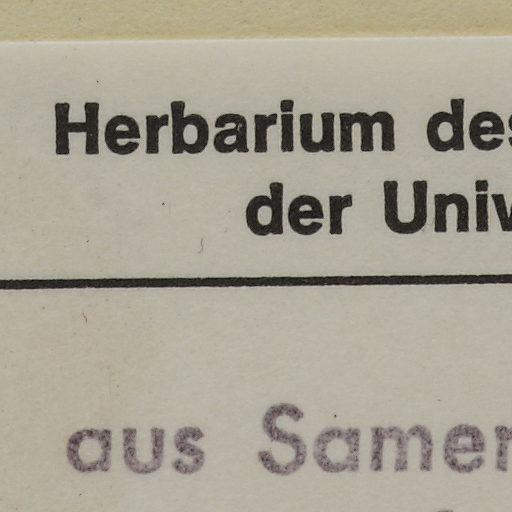 Herbarium des
der Univ
aus Samen